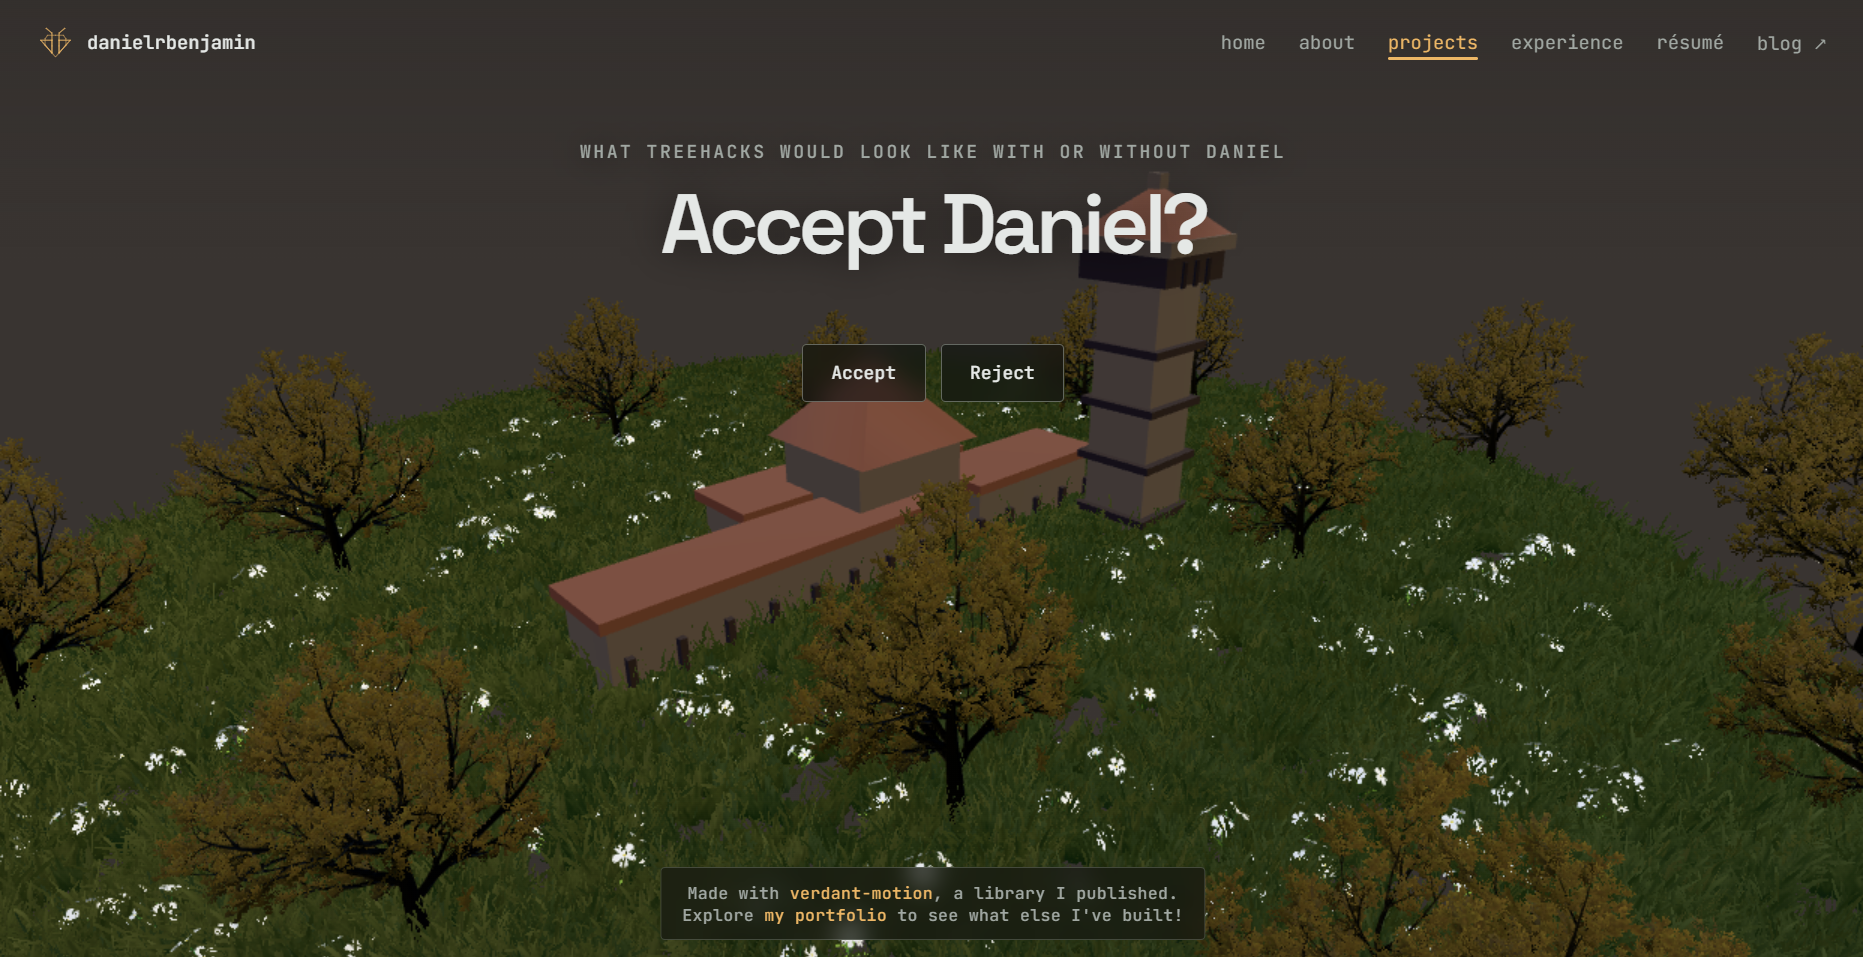 danielrbenjamin
home about projects experience résumé blog ↗
WHAT TREEHACKS WOULD LOOK LIKE WITH OR WITHOUT DANIEL
Accept Daniel?
Accept Reject
Made with verdant-motion, a library I published.
Explore my portfolio to see what else I've built!